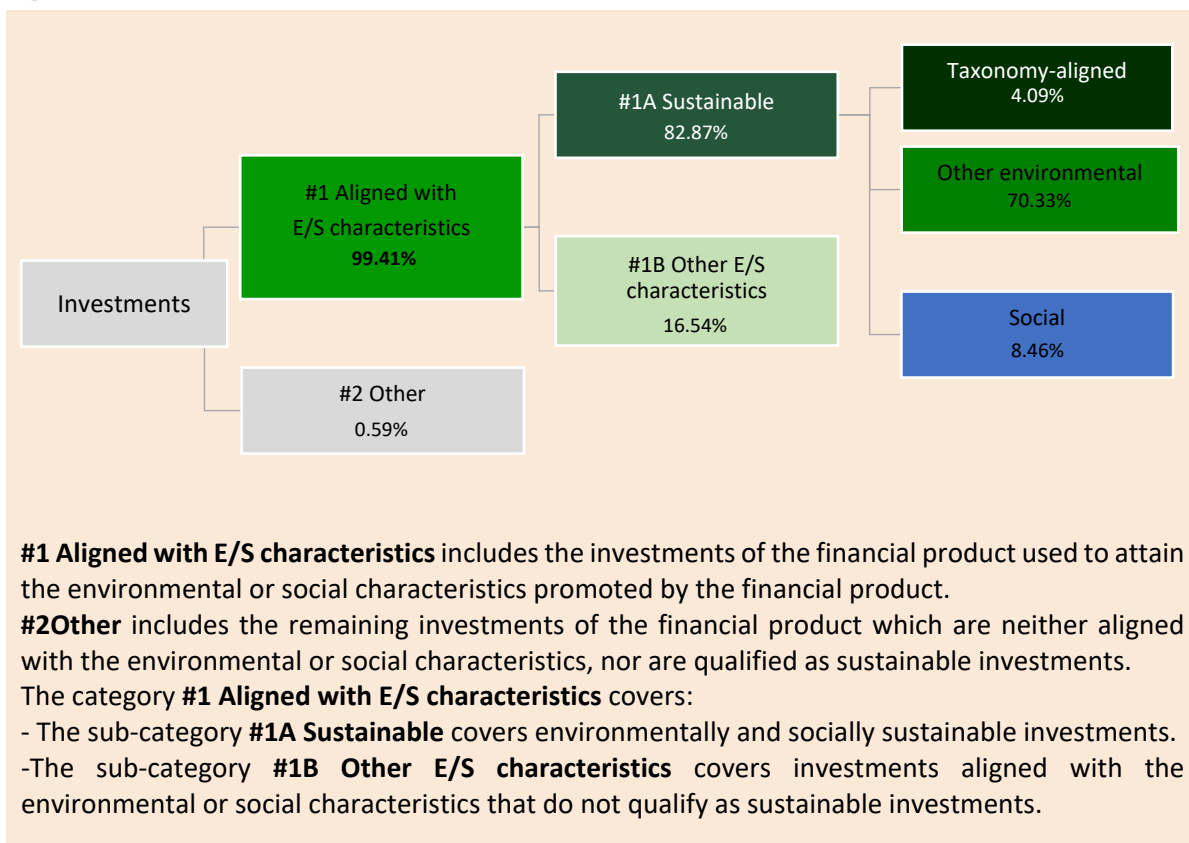 Investments
#1 Aligned with
E/S characteristics
99.41%
#2 Other
0.59%
#1A Sustainable
82.87%
#1B Other E/S
characteristics
16.54%
Taxonomy-aligned
4.09%
Other environmental
70.33%
Social
8.46%
#1 Aligned with E/S characteristics includes the investments of the financial product used to attain
the environmental or social characteristics promoted by the financial product.
#2Other includes the remaining investments of the financial product which are neither aligned
with the environmental or social characteristics, nor are qualified as sustainable investments.
The category #1 Aligned with E/S characteristics covers:
- The sub-category #1A Sustainable covers environmentally and socially sustainable investments.
-The sub-category #1B Other E/S characteristics covers investments aligned with the
environmental or social characteristics that do not qualify as sustainable investments.